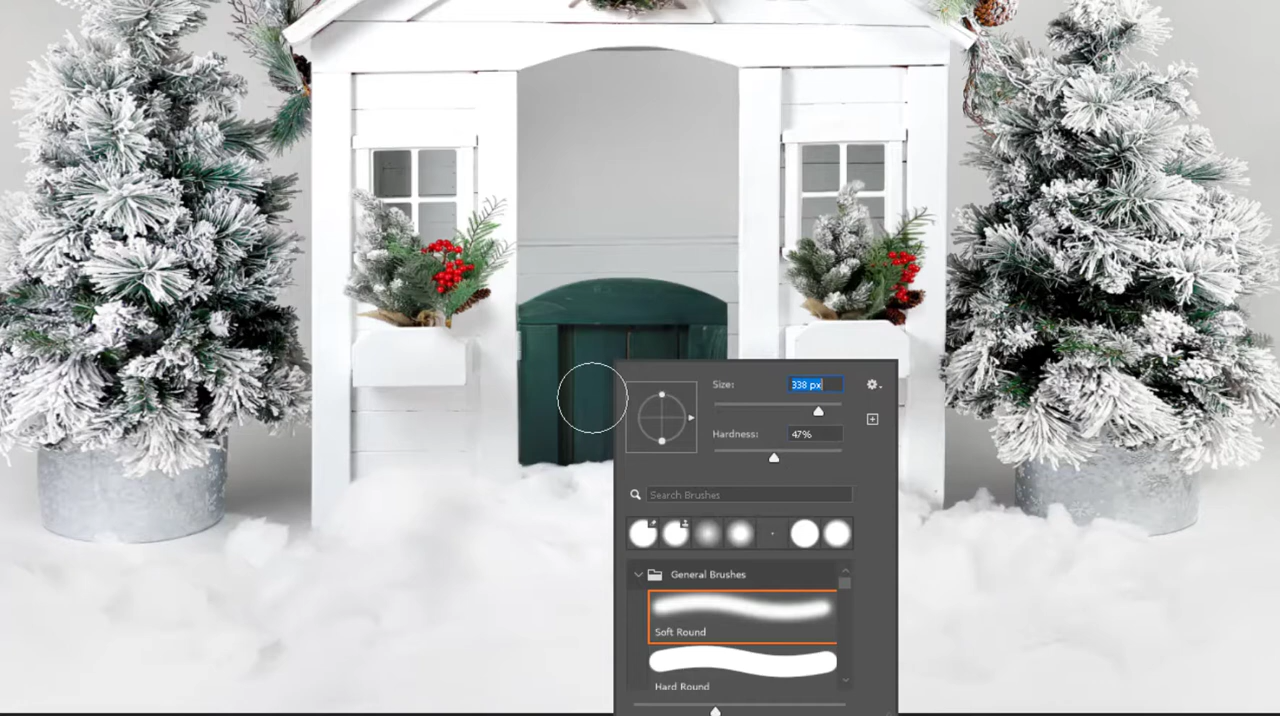 Size: 338 px
Hardness: 47%
Search Brushes
General Brushes
Soft Round
Hard Round